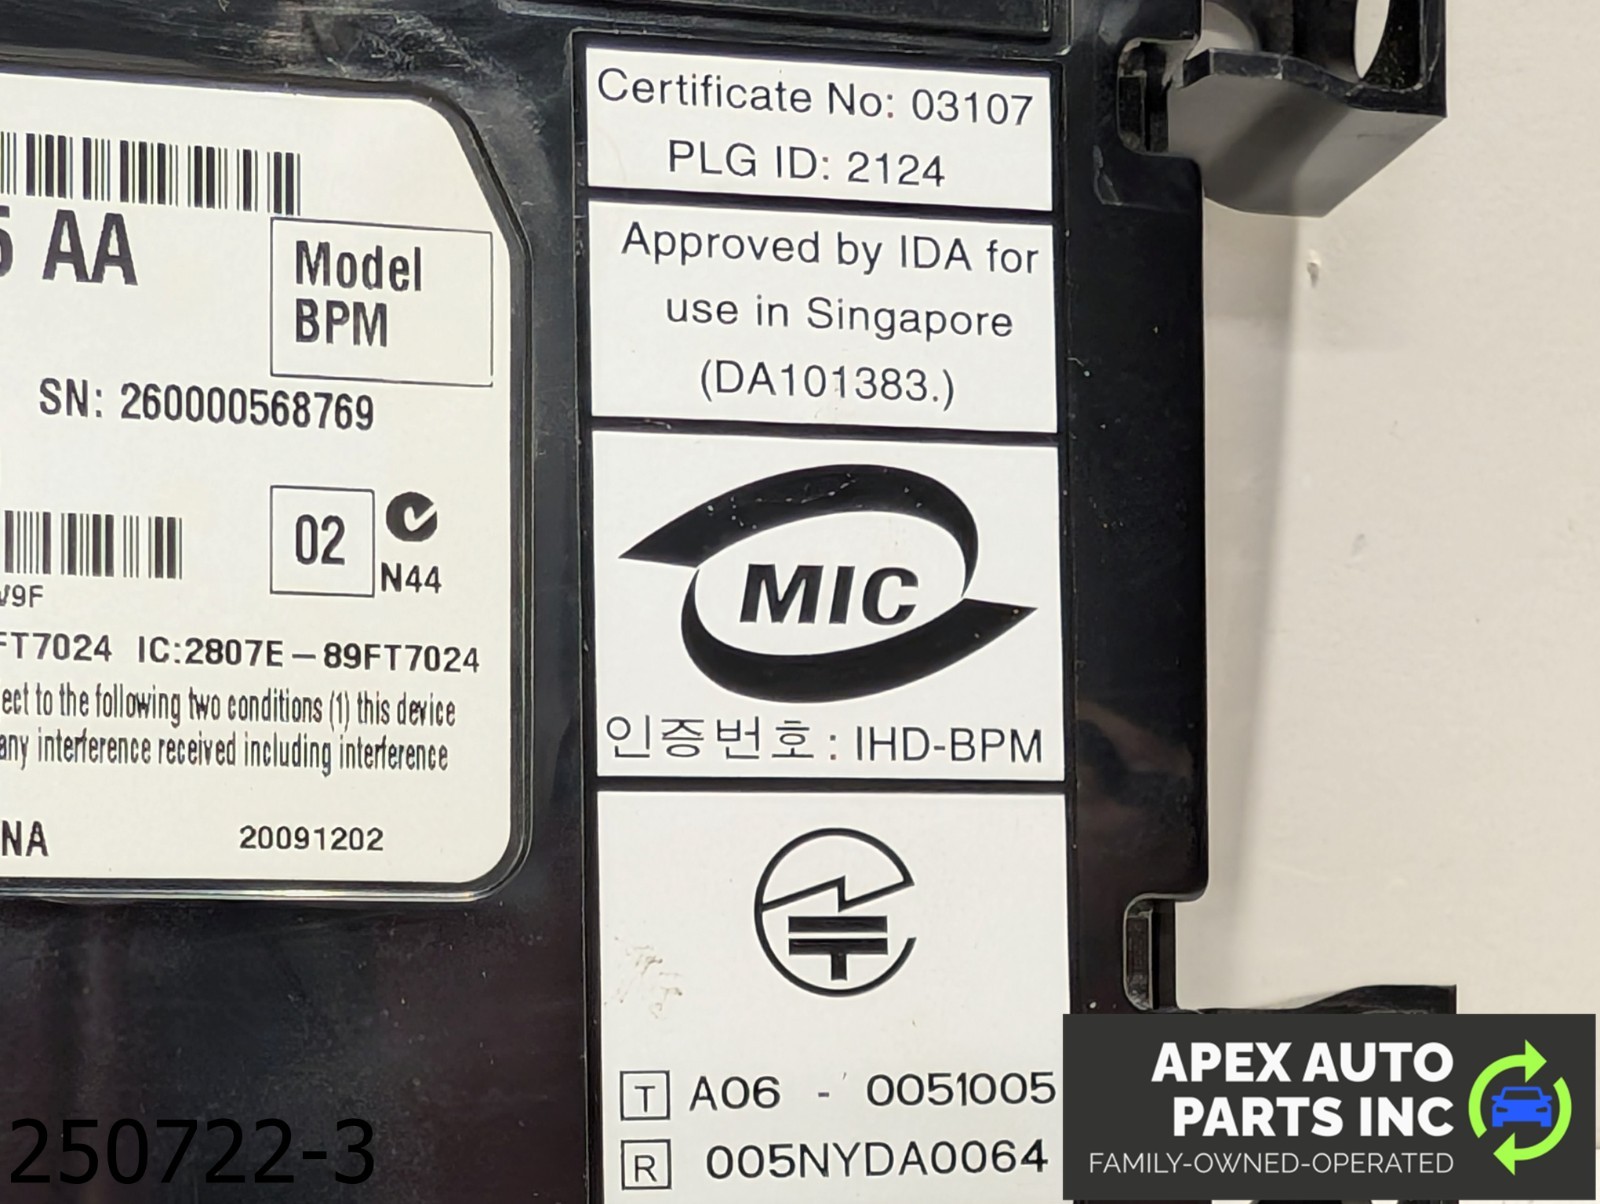 Certificate No: 03107
PLG ID: 2124
Approved by IDA for
use in Singapore
(DA101383.)
MIC
인증번호: IHD-BPM
T A06 - 0051005
R 005NYDA0064
AA
Model
BPM
SN: 260000568769
02
N44
V9F
FT7024 IC:2807E-89FT7024
ect to the following two conditions (1) this device
any interference received including interference
NA
20091202
250722-3
APEX AUTO
PARTS INC
FAMILY-OWNED-OPERATED